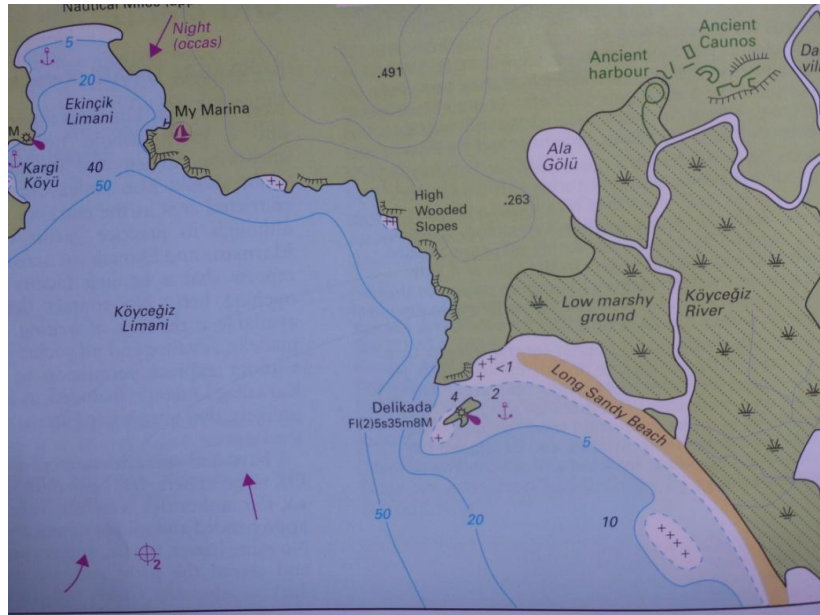 Nautical Miles
Night
(occas)
5
20
Ekinçik
Limani
My Marina
M
Kargi
Köyü
40
50
.491
Ancient
Caunos
Ancient
harbour
Ala
Gölü
High
Wooded
Slopes
.263
Köyceğiz
Limani
Low marshy
ground
Köyceğiz
River
<1
Long Sandy Beach
Delikada
Fl(2)5s35m8M
4
2
5
50
20
10
2